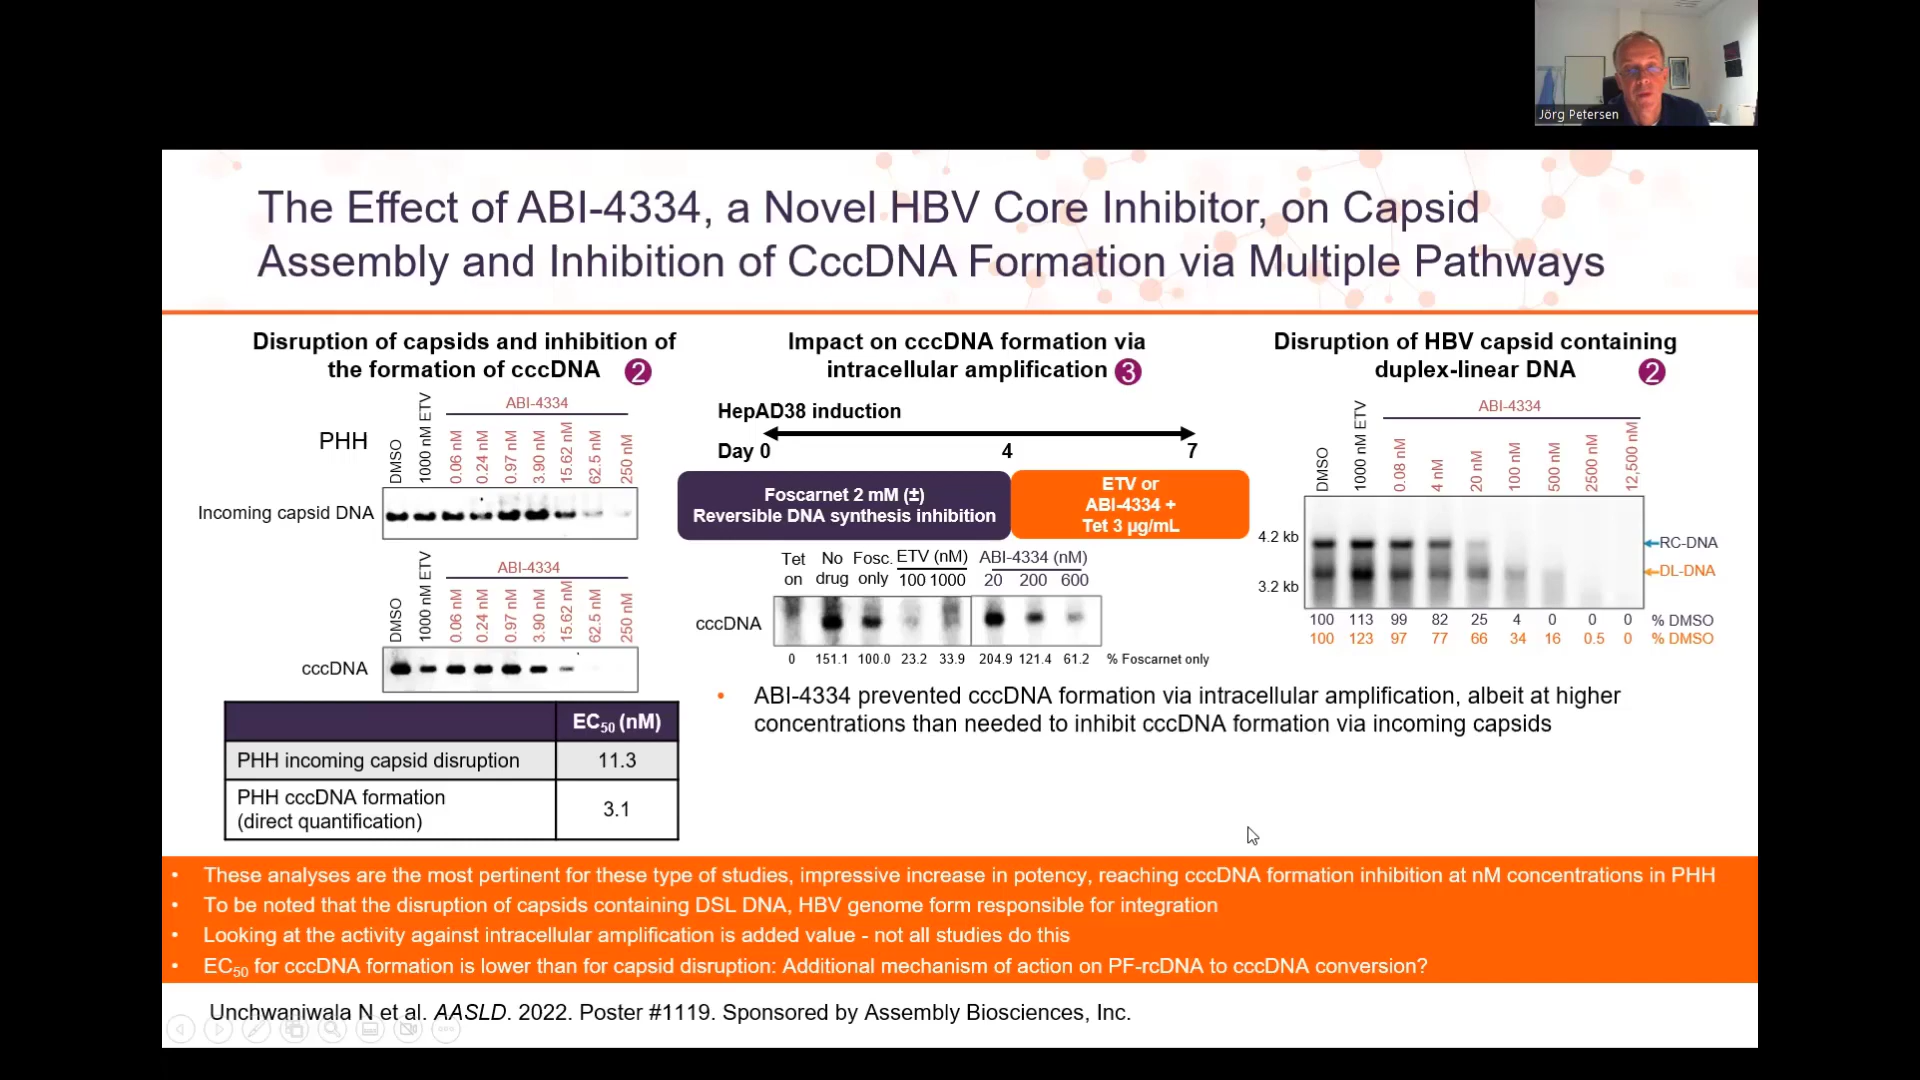 Jörg Petersen
The Effect of ABI-4334, a Novel HBV Core Inhibitor, on Capsid
Assembly and Inhibition of CccDNA Formation via Multiple Pathways
Disruption of capsids and inhibition of
the formation of cccDNA 2
PHH
DMSO
1000 nM ETV
ABI-4334
0.06 nM
0.24 nM
0.97 nM
3.90 nM
15.62 nM
62.5 nM
250 nM
Incoming capsid DNA
DMSO
1000 nM ETV
ABI-4334
0.06 nM
0.24 nM
0.97 nM
3.90 nM
15.62 nM
62.5 nM
250 nM
cccDNA
EC50 (nM)
PHH incoming capsid disruption 11.3
PHH cccDNA formation
(direct quantification) 3.1
Impact on cccDNA formation via
intracellular amplification 3
HepAD38 induction
Day 0 4 7
Foscarnet 2 mM (±)
Reversible DNA synthesis inhibition
ETV or
ABI-4334 +
Tet 3 µg/mL
Tet No Fosc. ETV (nM) ABI-4334 (nM)
on drug only 100 1000 20 200 600
cccDNA
0 151.1 100.0 23.2 33.9 204.9 121.4 61.2 % Foscarnet only
• ABI-4334 prevented cccDNA formation via intracellular amplification, albeit at higher
concentrations than needed to inhibit cccDNA formation via incoming capsids
Disruption of HBV capsid containing
duplex-linear DNA 2
DMSO
1000 nM ETV
ABI-4334
0.08 nM
4 nM
20 nM
100 nM
500 nM
2500 nM
12,500 nM
4.2 kb
3.2 kb
RC-DNA
DL-DNA
100 113 99 82 25 4 0 0 0 % DMSO
100 123 97 77 66 34 16 0.5 0 % DMSO
• These analyses are the most pertinent for these type of studies, impressive increase in potency, reaching cccDNA formation inhibition at nM concentrations in PHH
• To be noted that the disruption of capsids containing DSL DNA, HBV genome form responsible for integration
• Looking at the activity against intracellular amplification is added value - not all studies do this
• EC50 for cccDNA formation is lower than for capsid disruption: Additional mechanism of action on PF-rcDNA to cccDNA conversion?
Unchwaniwala N et al. AASLD. 2022. Poster #1119. Sponsored by Assembly Biosciences, Inc.